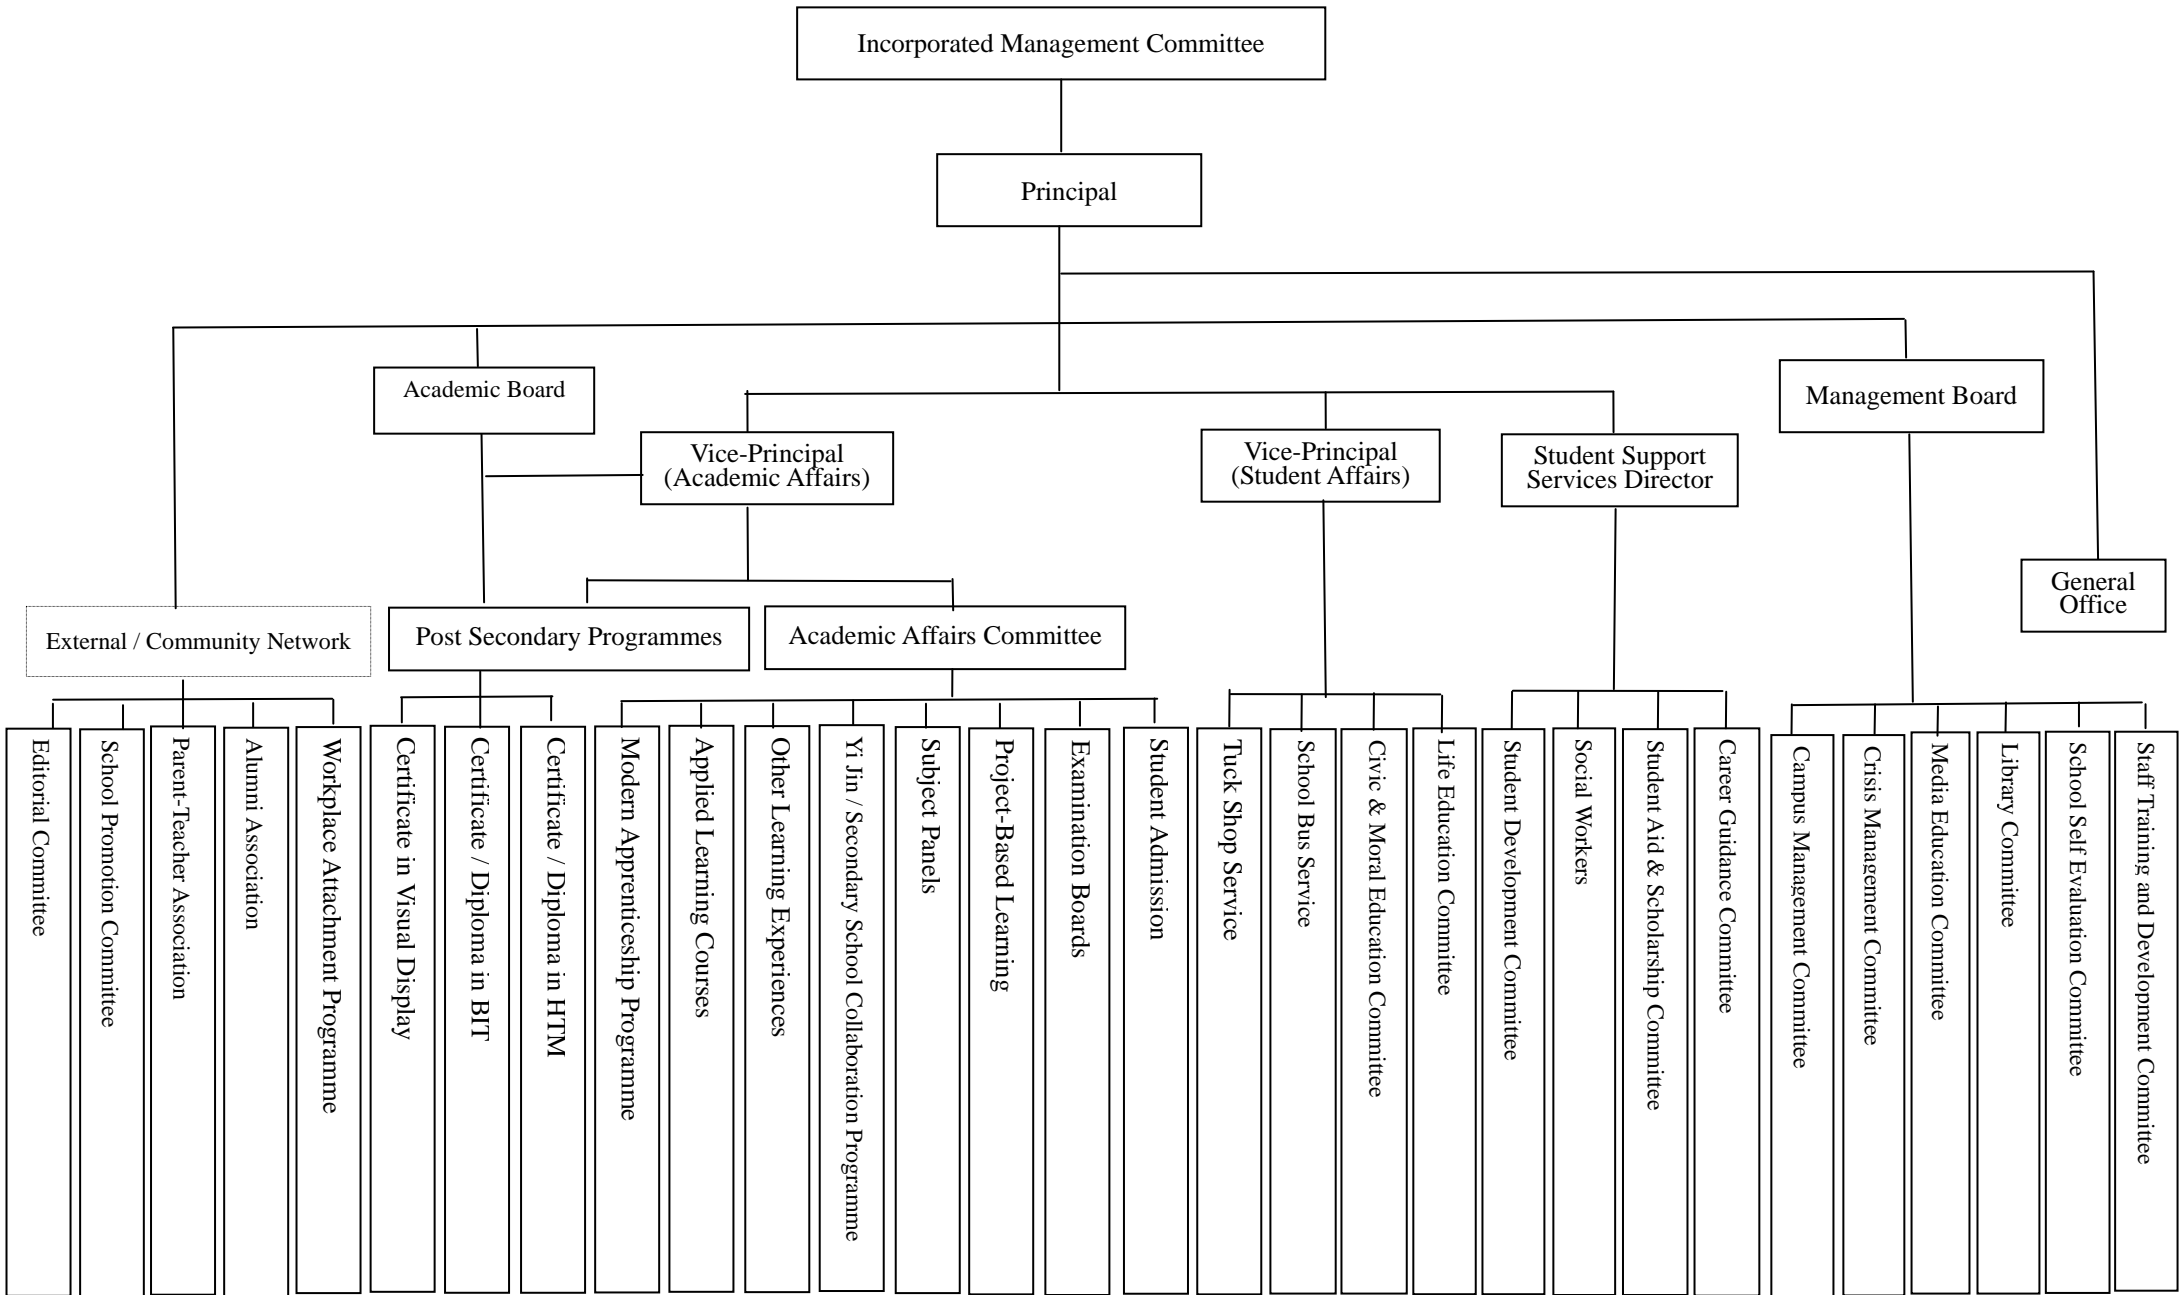 Incorporated Management Committee
Principal
Academic Board
Management Board
Vice-Principal
(Academic Affairs)
Vice-Principal
(Student Affairs)
Student Support
Services Director
General
Office
External / Community Network
Post Secondary Programmes
Academic Affairs Committee
Editorial Committee
School Promotion Committee
Parent-Teacher Association
Alumni Association
Workplace Attachment Programme
Certificate in Visual Display
Certificate / Diploma in BIT
Certificate / Diploma in HTM
Modern Apprenticeship Programme
Applied Learning Courses
Other Learning Experiences
Yi Jin / Secondary School Collaboration Programme
Subject Panels
Project-Based Learning
Examination Boards
Student Admission
Tuck Shop Service
School Bus Service
Civic & Moral Education Committee
Life Education Committee
Student Development Committee
Social Workers
Student Aid & Scholarship Committee
Career Guidance Committee
Campus Management Committee
Crisis Management Committee
Media Education Committee
Library Committee
School Self Evaluation Committee
Staff Training and Development Committee